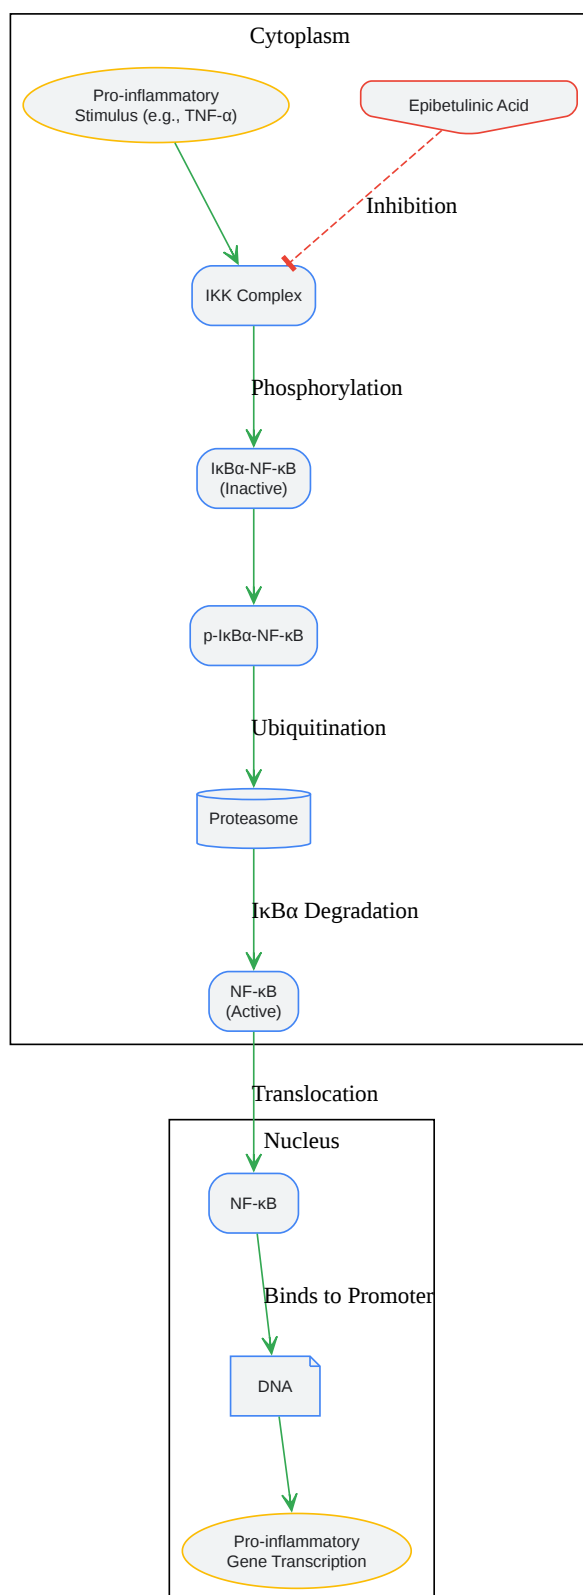 Cytoplasm
Pro-inflammatory
Stimulus (e.g., TNF-α)
Epibetulinic Acid
Inhibition
IKK Complex
Phosphorylation
IκBα-NF-κB
(Inactive)
p-IκBα-NF-κB
Ubiquitination
Proteasome
IκBα Degradation
NF-κB
(Active)
Translocation
Nucleus
NF-κB
Binds to Promoter
DNA
Pro-inflammatory
Gene Transcription